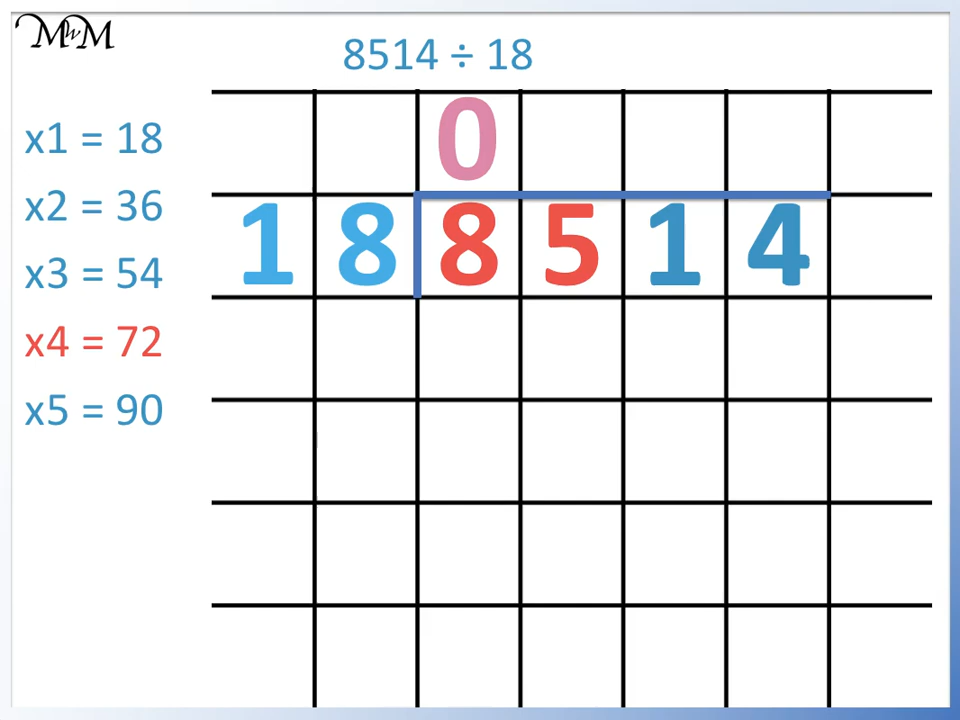 MwM
8514 ÷ 18
x1 = 18
x2 = 36
x3 = 54
x4 = 72
x5 = 90
0
1 8 8 5 1 4